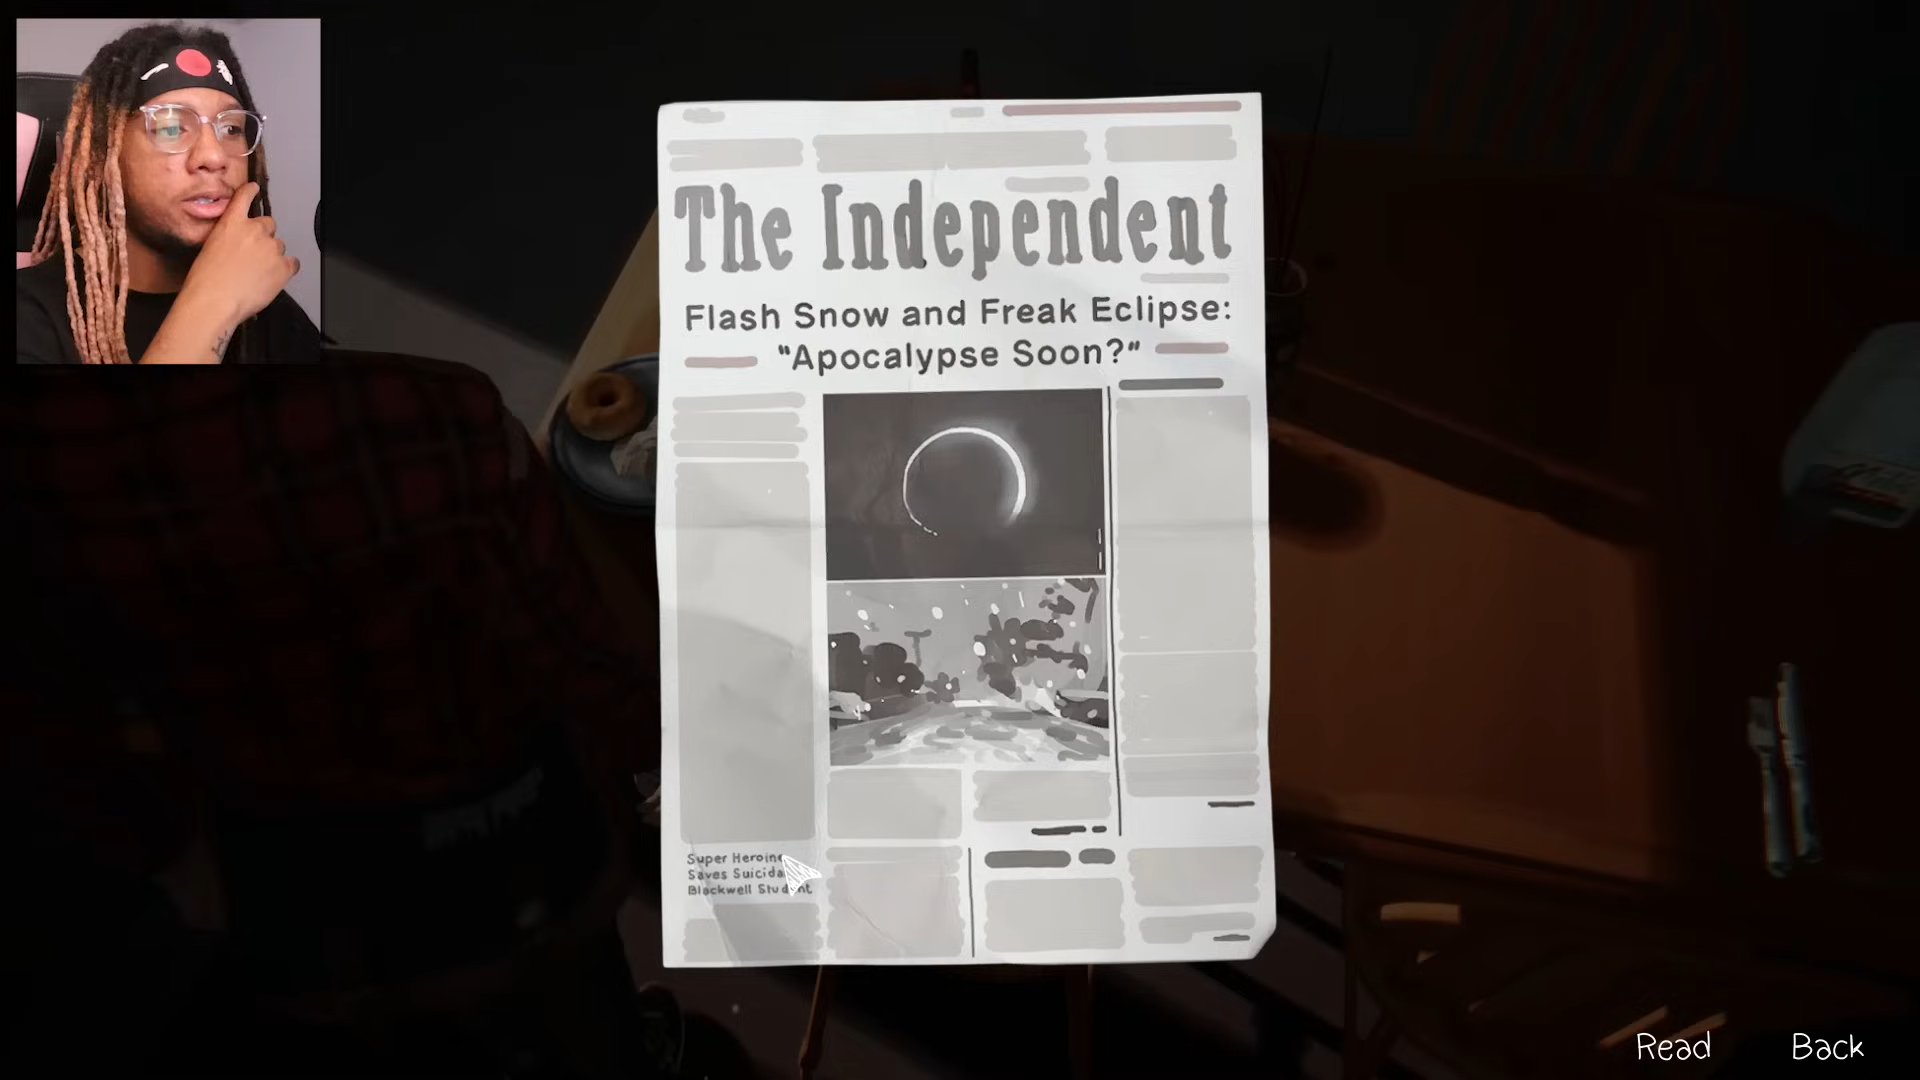 The Independent
Flash Snow and Freak Eclipse:
"Apocalypse Soon?"
Super Heroine
Saves Suicidal
Blackwell Student
Read
Back